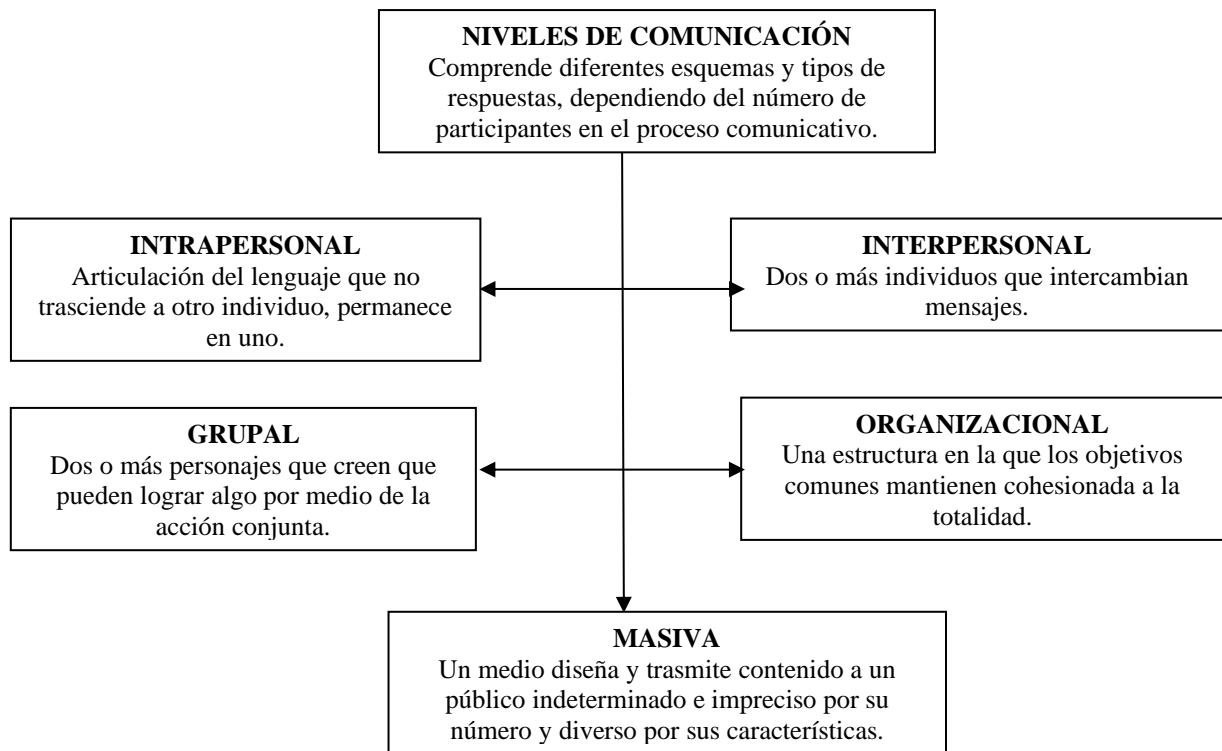 NIVELES DE COMUNICACIÓN
Comprende diferentes esquemas y tipos de
respuestas, dependiendo del número de
participantes en el proceso comunicativo.
INTRAPERSONAL
Articulación del lenguaje que no
trasciende a otro individuo, permanece
en uno.
INTERPERSONAL
Dos o más individuos que intercambian
mensajes.
GRUPAL
Dos o más personajes que creen que
pueden lograr algo por medio de la
acción conjunta.
ORGANIZACIONAL
Una estructura en la que los objetivos
comunes mantienen cohesionada a la
totalidad.
MASIVA
Un medio diseña y trasmite contenido a un
público indeterminado e impreciso por su
número y diverso por sus características.